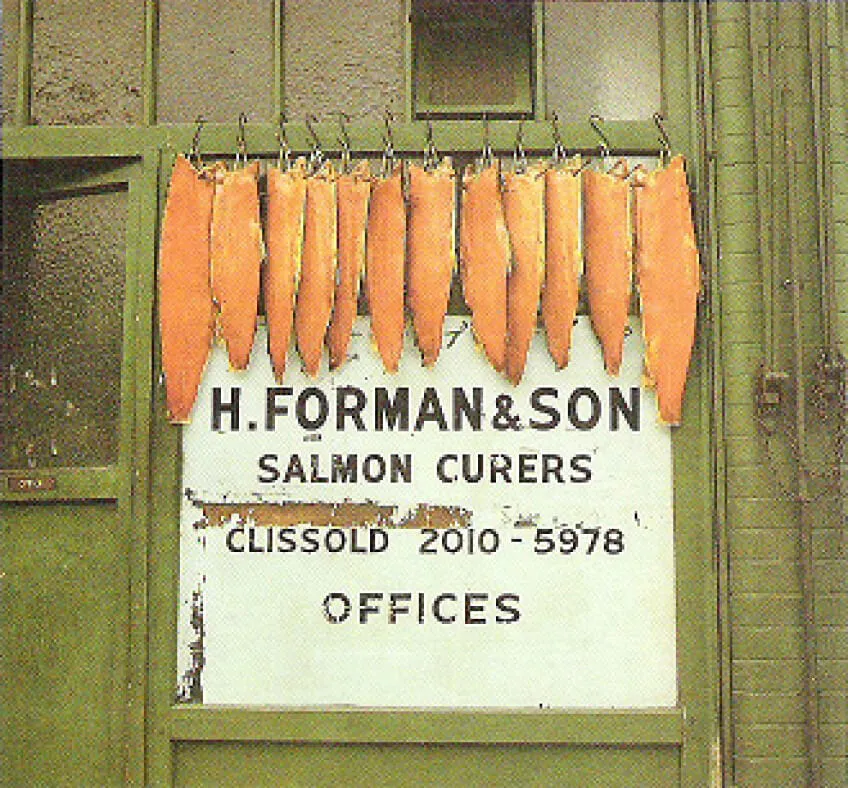 H. FORMAN & SON
SALMON CURERS
CLISSOLD 2010 - 5978
OFFICES